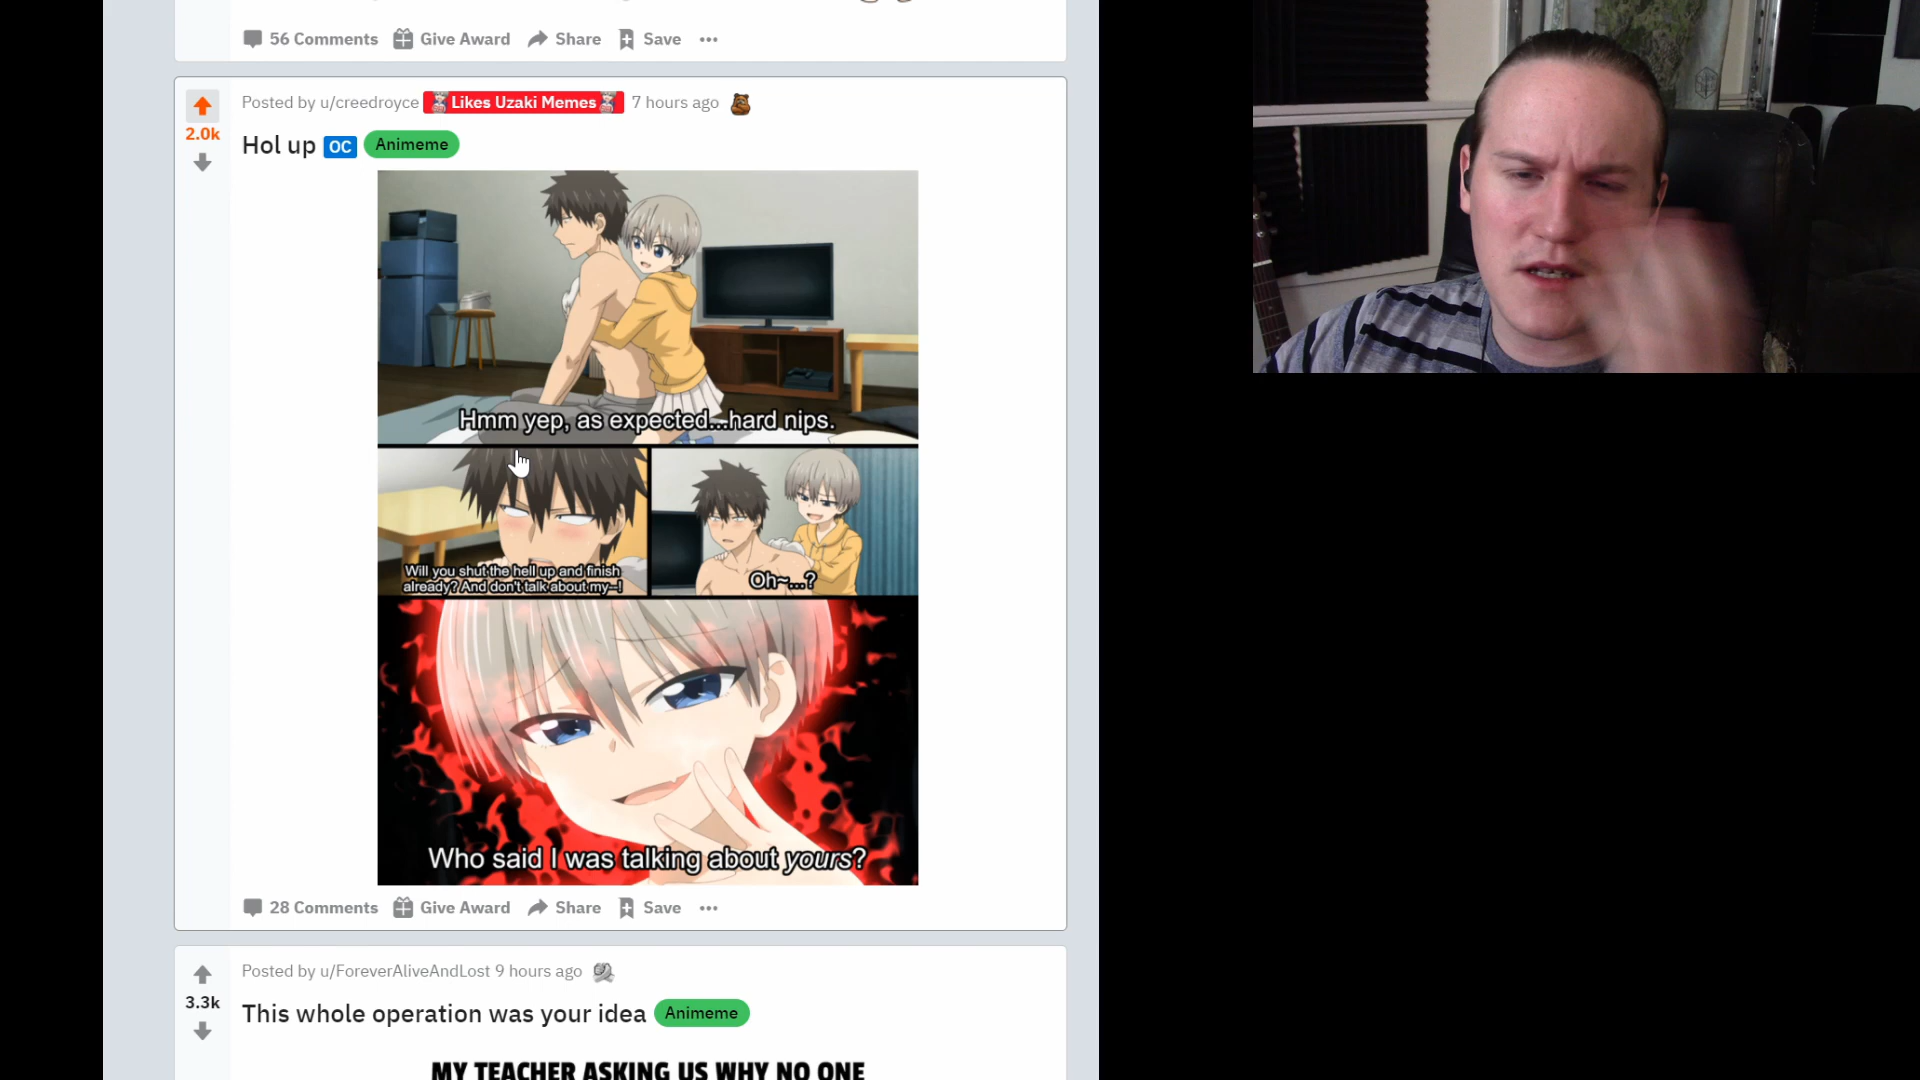 56 Comments Give Award Share Save
Posted by u/creedroyce Likes Uzaki Memes 7 hours ago
2.0k
Hol up OC Animeme
Hmm yep, as expected...hard nips.
Will you shut the hell up and finish
already? And don't talk about my--!
Oh~...?
Who said I was talking about yours?
28 Comments Give Award Share Save
Posted by u/ForeverAliveAndLost 9 hours ago
3.3k
This whole operation was your idea Animeme
MY TEACHER ASKING US WHY NO ONE